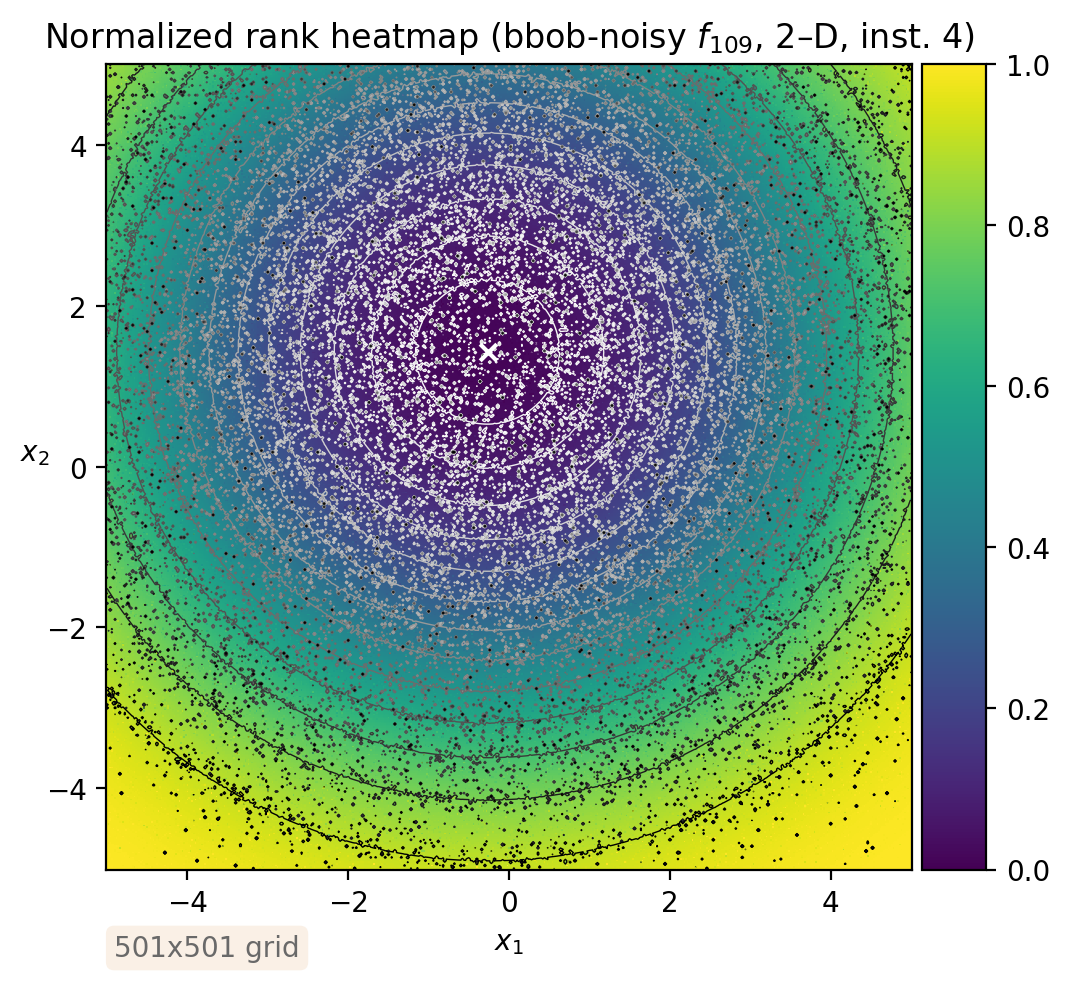 Normalized rank heatmap (bbob-noisy f₁₀₉, 2–D, inst. 4)
1.0
0.8
0.6
0.4
0.2
0.0
4
2
0
−2
−4
x₂
−4 −2 0 2 4
x₁
501x501 grid